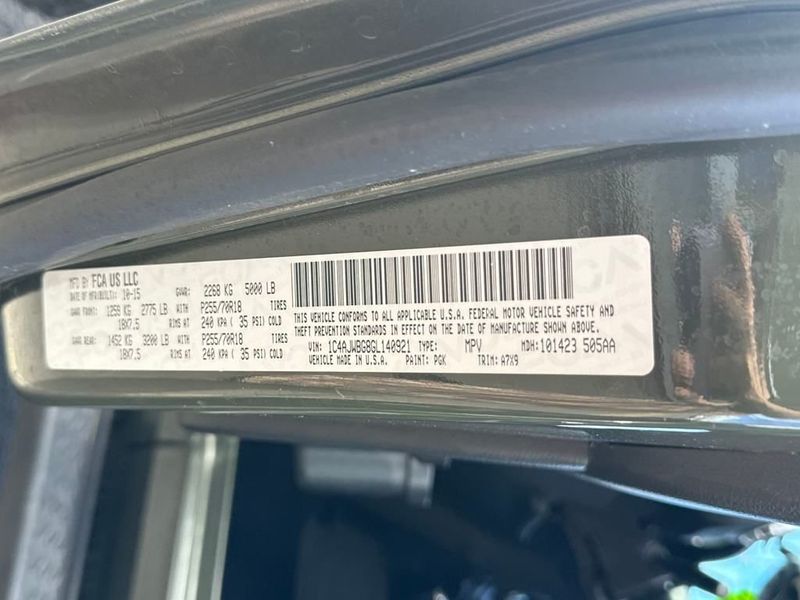 MFD BY FCA US LLC
DATE OF MFR(BUILT): 10-15 GVWR: 2268 KG 5000 LB
GAWR FRONT: 1259 KG 2775 LB WITH P255/70R18 TIRES
18X7.5 RIMS AT 240 KPA ( 35 PSI) COLD
GAWR REAR: 1452 KG 3200 LB WITH P255/70R18 TIRES
18X7.5 RIMS AT 240 KPA ( 35 PSI) COLD
THIS VEHICLE CONFORMS TO ALL APPLICABLE U.S.A. FEDERAL MOTOR VEHICLE SAFETY AND
THEFT PREVENTION STANDARDS IN EFFECT ON THE DATE OF MANUFACTURE SHOWN ABOVE.
VIN: 1C4AJWBG8GL140921 TYPE: MPV MDH: 101423 505AA
VEHICLE MADE IN U.S.A. PAINT: PGK TRIM: A7X9